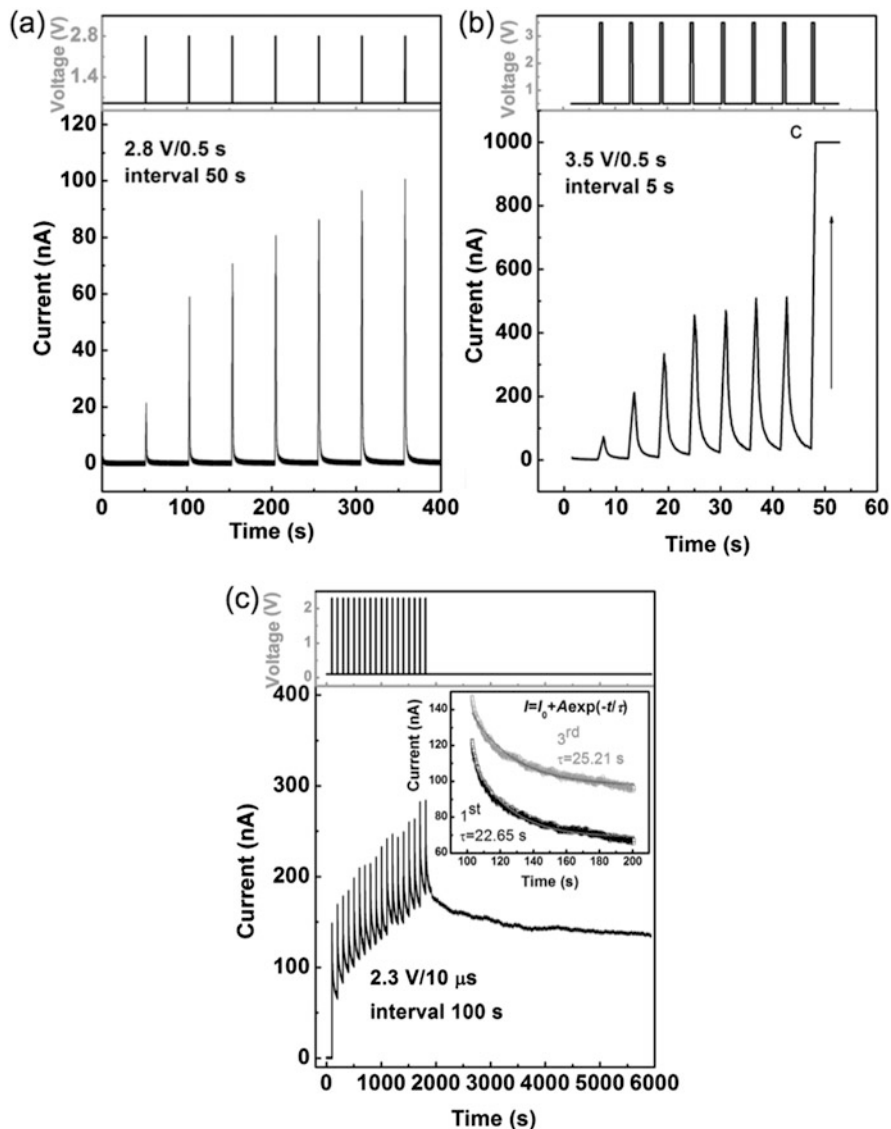 (a)
Voltage (V)
2.8
1.4
120
100
80
60
40
20
0
Current (nA)
2.8 V/0.5 s
interval 50 s
0 100 200 300 400
Time (s)
(b)
Voltage (V)
3
2
1
1000
800
600
400
200
0
Current (nA)
3.5 V/0.5 s
interval 5 s
C
0 10 20 30 40 50 60
Time (s)
(c)
Voltage (V)
2
1
0
400
300
200
100
0
Current (nA)
2.3 V/10 μs
interval 100 s
0 1000 2000 3000 4000 5000 6000
Time (s)
140
120
100
80
60
Current (nA)
I=I₀+Aexp(-t/τ)
3rd
τ=25.21 s
1st
τ=22.65 s
100 120 140 160 180 200
Time (s)